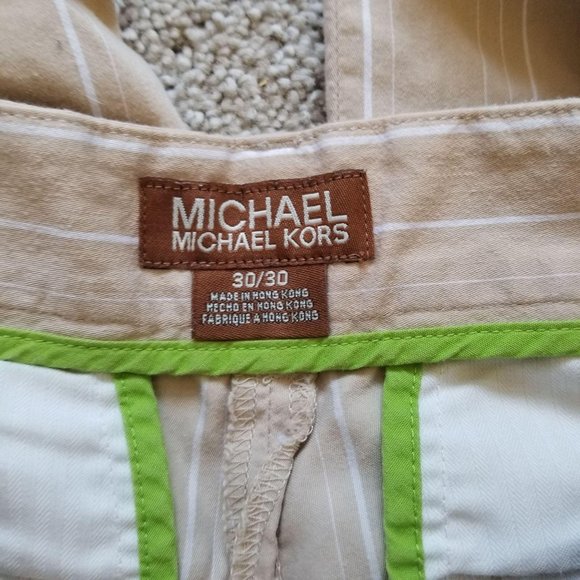 MICHAEL
MICHAEL KORS
30/30
MADE IN HONG KONG
HECHO EN HONG KONG
FABRIQUE A HONG KONG